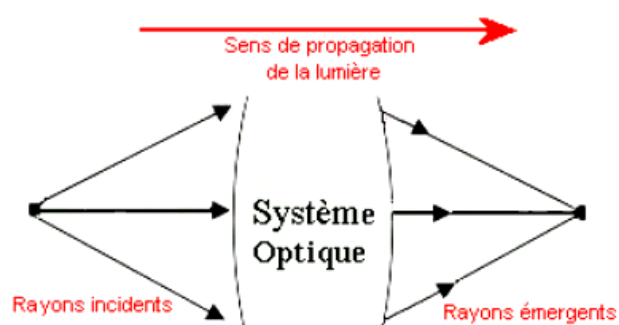 Sens de propagation
de la lumière
Système
Optique
Rayons incidents
Rayons émergents